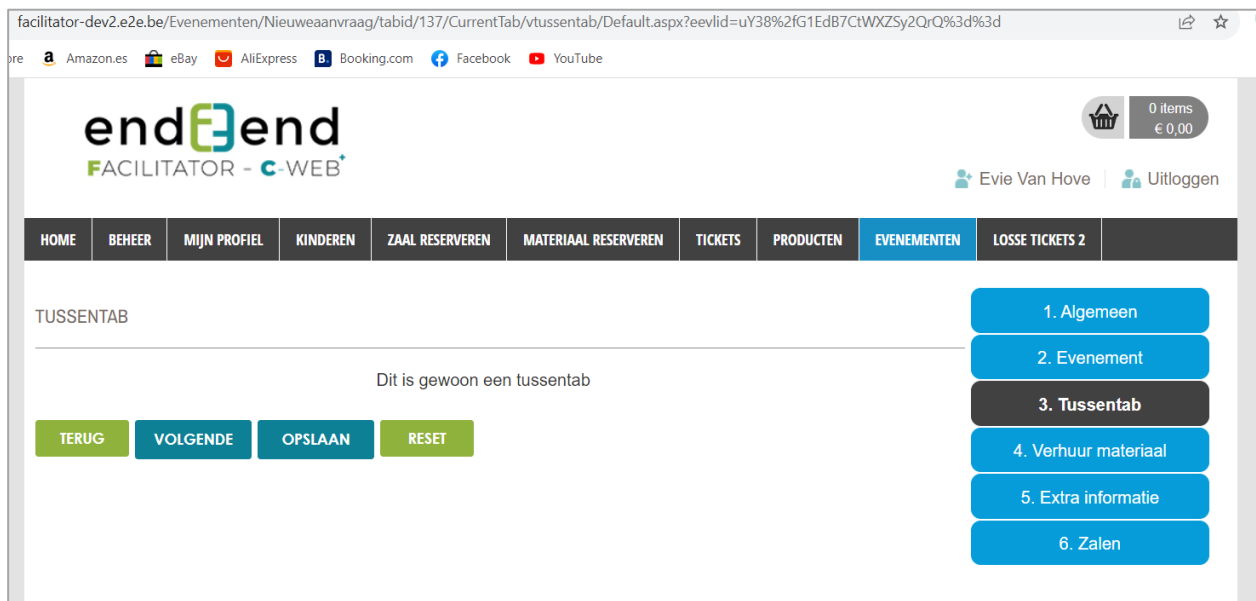 facilitator-dev2.e2e.be/Evenementen/Nieuweaanvraag/tabid/137/CurrentTab/vtussentab/Default.aspx?eevlid=uY38%2fG1EdB7CtWXZSy2QrQ%3d%3d
re Amazon.es eBay AliExpress B. Booking.com Facebook YouTube
0 items
€ 0,00
endEend
FACILITATOR - C-WEB+
Evie Van Hove Uitloggen
HOME BEHEER MIJN PROFIEL KINDEREN ZAAL RESERVEREN MATERIAAL RESERVEREN TICKETS PRODUCTEN EVENEMENTEN LOSSE TICKETS 2
TUSSENTAB
Dit is gewoon een tussentab
TERUG VOLGENDE OPSLAAN RESET
1. Algemeen
2. Evenement
3. Tussentab
4. Verhuur materiaal
5. Extra informatie
6. Zalen